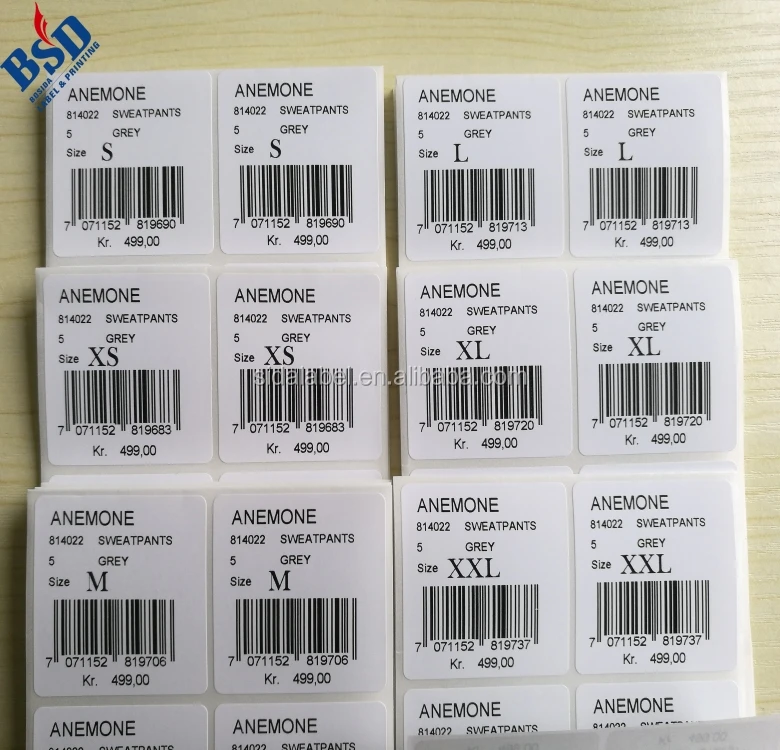 BSD
BOSIDA
LABEL & PRINTING
ANEMONE
814022 SWEATPANTS
5 GREY
Size S
7 071152 819690
Kr. 499,00
ANEMONE
814022 SWEATPANTS
5 GREY
Size S
7 071152 819690
Kr. 499,00
ANEMONE
814022 SWEATPANTS
5 GREY
Size L
7 071152 819713
Kr. 499,00
ANEMONE
814022 SWEATPANTS
5 GREY
Size L
7 071152 819713
Kr. 499,00
ANEMONE
814022 SWEATPANTS
5 GREY
Size XS
7 071152 819683
Kr. 499,00
ANEMONE
814022 SWEATPANTS
5 GREY
Size XS
7 071152 819683
Kr. 499,00
ANEMONE
814022 SWEATPANTS
5 GREY
Size XL
7 071152 819720
Kr. 499,00
ANEMONE
814022 SWEATPANTS
5 GREY
Size XL
7 071152 819720
Kr. 499,00
sidalabel.en.alibaba.com
ANEMONE
814022 SWEATPANTS
5 GREY
Size M
7 071152 819706
Kr. 499,00
ANEMONE
814022 SWEATPANTS
5 GREY
Size M
7 071152 819706
Kr. 499,00
ANEMONE
814022 SWEATPANTS
5 GREY
Size XXL
7 071152 819737
Kr. 499,00
ANEMONE
814022 SWEATPANTS
5 GREY
Size XXL
7 071152 819737
Kr. 499,00
ANEMONE
814022 SWEATPANTS
ANEMONE
814022 SWEATPANTS
ANEMONE
ANEMONE